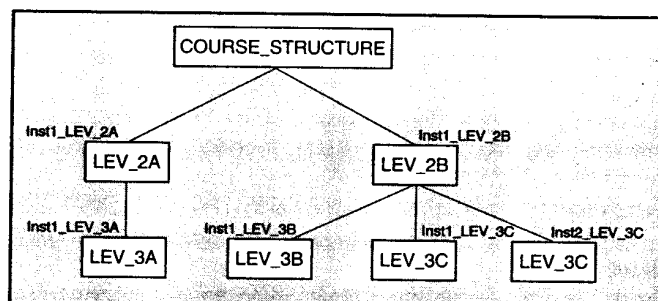 COURSE_STRUCTURE
Inst1_LEV_2A
Inst1_LEV_2B
LEV_2A
LEV_2B
Inst1_LEV_3A
Inst1_LEV_3B
Inst1_LEV_3C
Inst2_LEV_3C
LEV_3A
LEV_3B
LEV_3C
LEV_3C